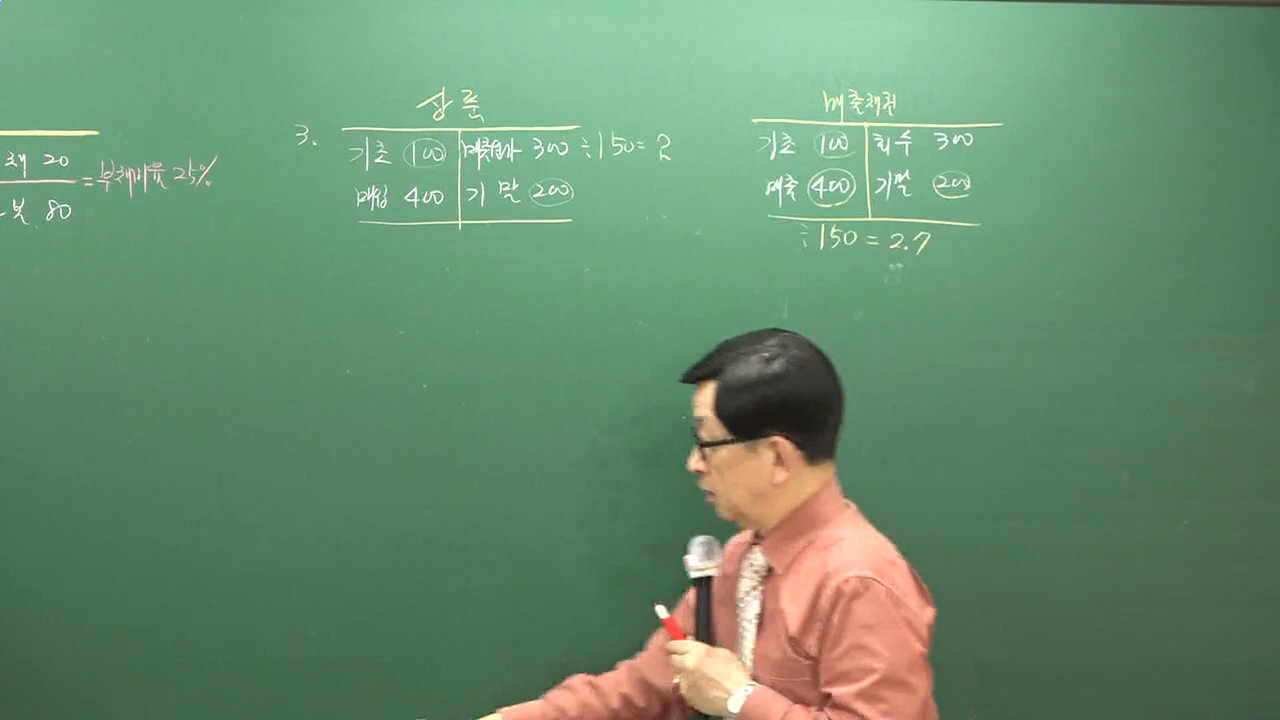 채 20
본 80
= 부채비율 25%
3.
상품
기초 100 매출원가 300 ÷150= 2
매입 400 기말 200
매출채권
기초 100 회수 300
매출 400 기말 200
÷150 = 2.7